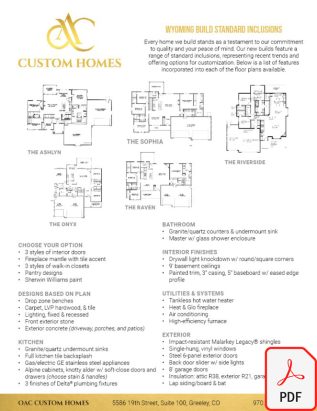 CUSTOM HOMES
WYOMING BUILD STANDARD INCLUSIONS
Every home we build stands as a testament to our commitment
to quality and your peace of mind. Our new builds feature a
range of standard inclusions, representing recent trends and
offering options for customization. Below is a list of features
incorporated into each of the floor plans available.
THE ASHLYN
THE SOPHIA
THE RIVERSIDE
THE ONYX
THE RAVEN
CHOOSE YOUR OPTION
• 3 styles of interior doors
• Fireplace mantle with tile accent
• 3 styles of walk-in closets
• Pantry designs
• Sherwin Williams paint
DESIGNS BASED ON PLAN
• Drop zone benches
• Carpet, LVP hardwood, & tile
• Lighting, fixed & recessed
• Front exterior stone
• Exterior concrete (driveway, porches, and patios)
KITCHEN
• Granite/quartz undermount sinks
• Full kitchen tile backsplash
• Gas/electric GE stainless steel appliances
• Alpine cabinets, knotty alder w/ soft-close doors and
drawers (choose stain & handles)
• 3 finishes of Delta® plumbing fixtures
BATHROOM
• Granite/quartz counters & undermount sink
• Master w/ glass shower enclosure
INTERIOR FINISHES
• Drywall light knockdown w/ round/square corners
• 9' basement ceilings
• Painted trim, 3" casing, 5" baseboard w/ eased edge
profile
UTILITIES & SYSTEMS
• Tankless hot water heater
• Heat & Glo fireplace
• Air conditioning
• High-efficiency furnace
EXTERIOR
• Impact-resistant Malarkey Legacy® shingles
• Single-hung, vinyl windows
• Steel 6-panel exterior doors
• Back door slider w/ side lights
• 8' garage doors
• Insulation: attic R38, exterior R21, gara
• Lap siding/board & bat
OAC CUSTOM HOMES
5586 19th Street, Suite 100, Greeley, CO
970
PDF